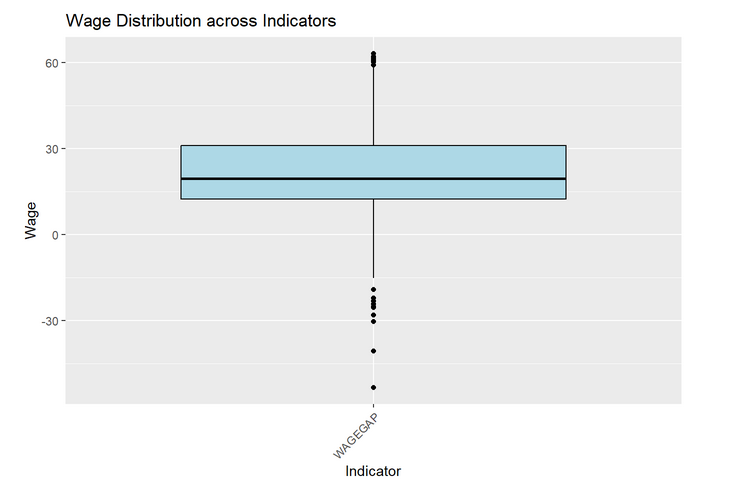 Wage Distribution across Indicators
60
30
0
-30
Wage
WAGEGAP
Indicator